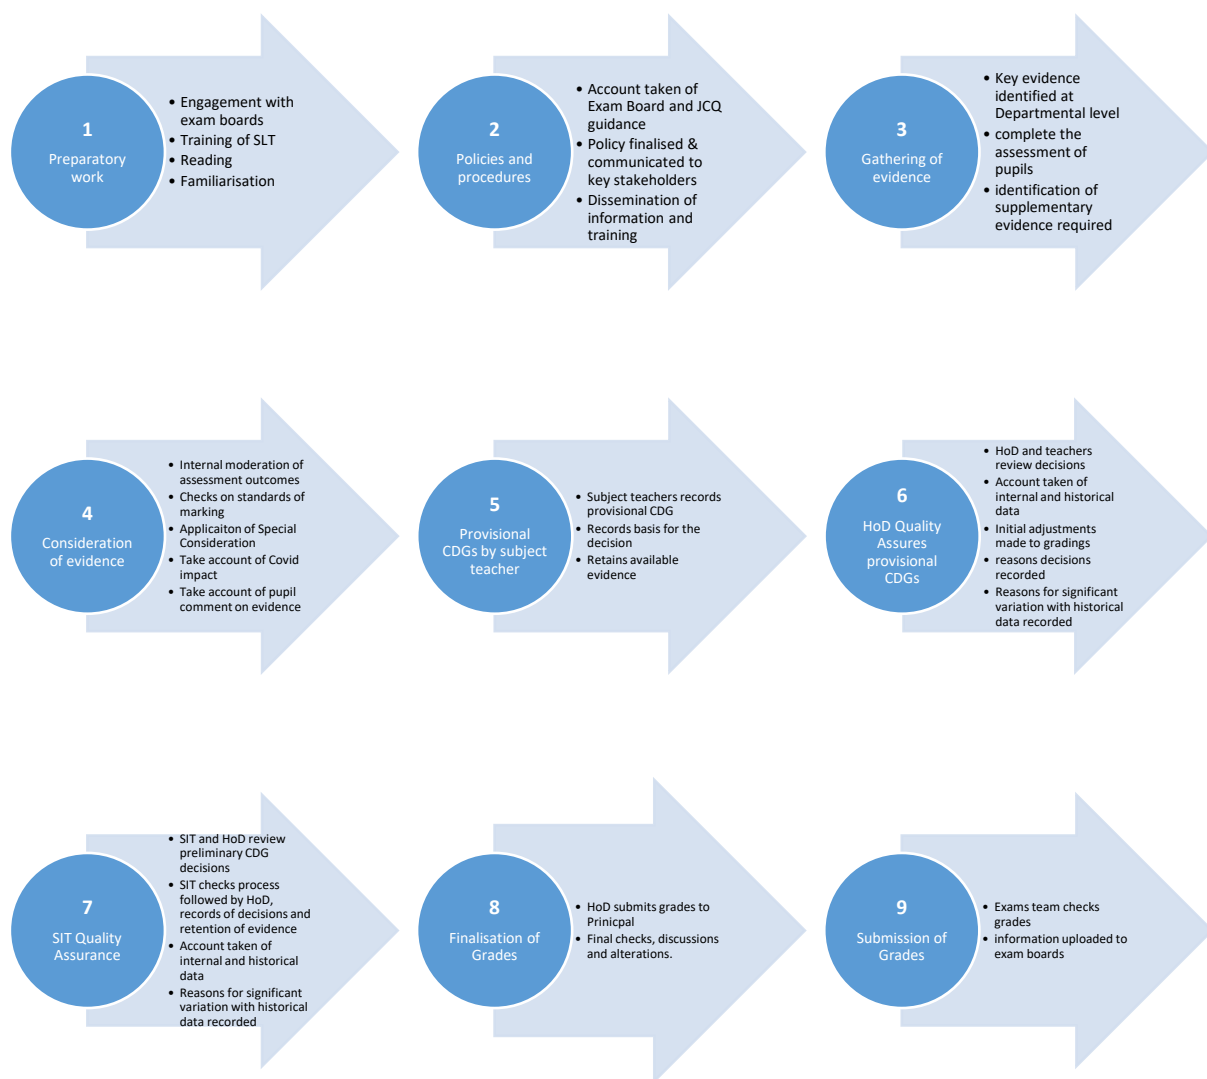 1
Preparatory
work
• Engagement with
exam boards
• Training of SLT
• Reading
• Familiarisation
2
Policies and
procedures
• Account taken of
Exam Board and JCQ
guidance
• Policy finalised &
communicated to
key stakeholders
• Dissemination of
information and
training
3
Gathering of
evidence
• Key evidence
identified at
Departmental level
• complete the
assessment of
pupils
• identification of
supplementary
evidence required
4
Consideration
of evidence
• Internal moderation of
assessment outcomes
• Checks on standards of
marking
• Applicaiton of Special
Consideration
• Take account of Covid
impact
• Take account of pupil
comment on evidence
5
Provisional
CDGs by subject
teacher
• Subject teachers records
provisional CDG
• Records basis for the
decision
• Retains available
evidence
6
HoD Quality
Assures
provisional
CDGs
• HoD and teachers
review decisions
• Account taken of
internal and historical
data
• Initial adjustments
made to gradings
• reasons decisions
recorded
• Reasons for significant
variation with historical
data recorded
7
SIT Quality
Assurance
• SIT and HoD review
preliminary CDG
decisions
• SIT checks process
followed by HoD,
records of decisions and
retention of evidence
• Account taken of
internal and historical
data
• Reasons for significant
variation with historical
data recorded
8
Finalisation of
Grades
• HoD submits grades to
Prinicpal
• Final checks, discussions
and alterations.
9
Submission of
Grades
• Exams team checks
grades
• information uploaded to
exam boards